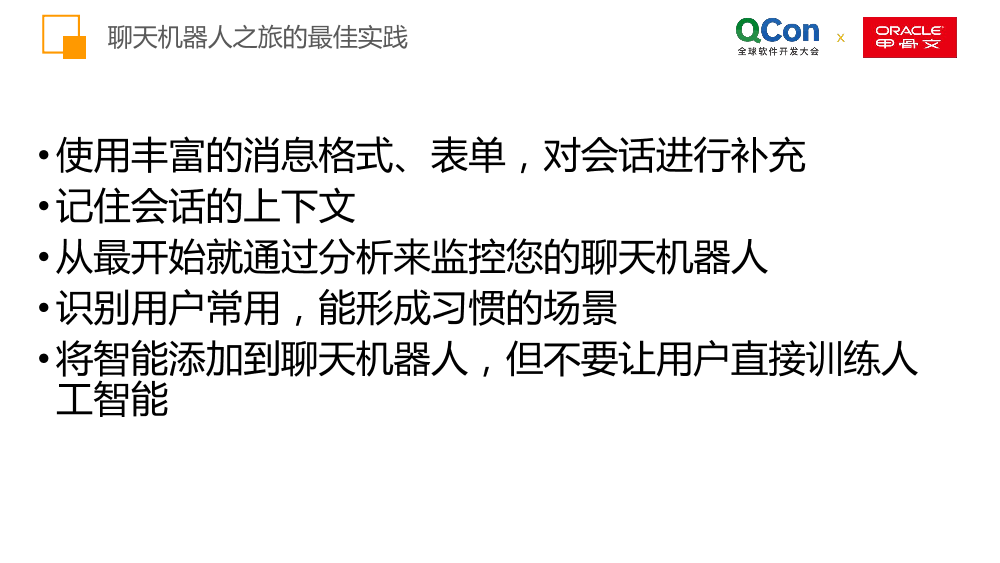 聊天机器人之旅的最佳实践
QCon
全球软件开发大会
x
ORACLE
甲骨文
•使用丰富的消息格式、表单，对会话进行补充
•记住会话的上下文
•从最开始就通过分析来监控您的聊天机器人
•识别用户常用，能形成习惯的场景
•将智能添加到聊天机器人，但不要让用户直接训练人
工智能